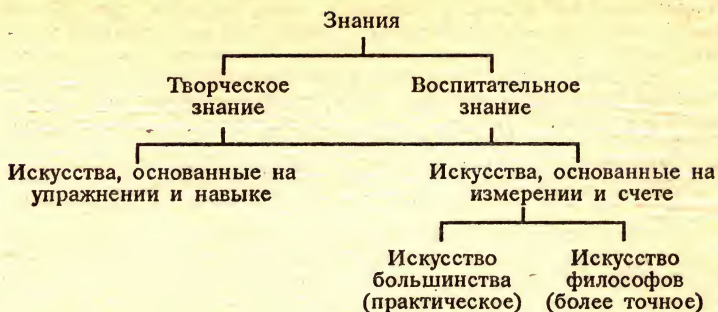 Знания
Творческое
знание
Воспитательное
знание
Искусства, основанные на
упражнении и навыке
Искусства, основанные на
измерении и счете
Искусство
большинства
(практическое)
Искусство
философов
(более точное)